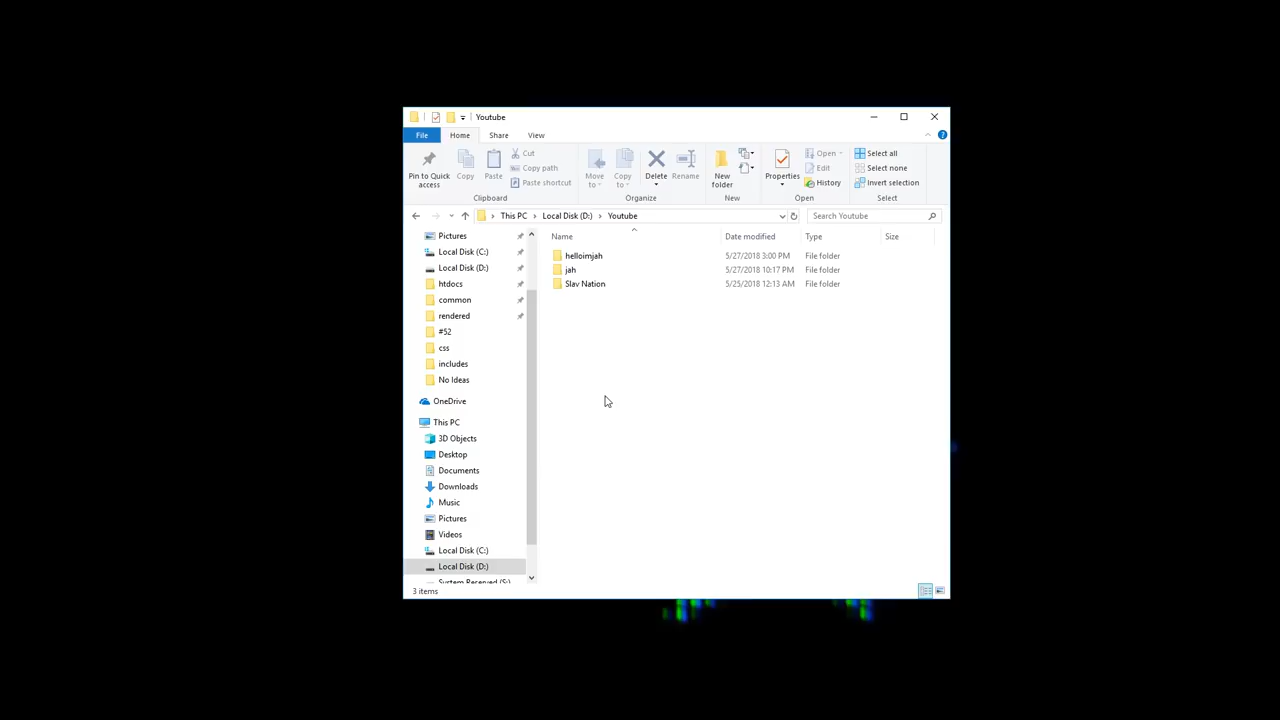 Youtube
File Home Share View
Pin to Quick access
Copy
Paste
Cut
Copy path
Paste shortcut
Move to
Copy to
Delete
Rename
New folder
Properties
Open
Edit
History
Select all
Select none
Invert selection
Clipboard Organize New Open Select
This PC Local Disk (D:) Youtube
Search Youtube
Pictures
Local Disk (C:)
Local Disk (D:)
htdocs
common
rendered
#52
css
includes
No Ideas
OneDrive
This PC
3D Objects
Desktop
Documents
Downloads
Music
Pictures
Videos
Local Disk (C:)
Local Disk (D:)
System Reserved (S:)
Name Date modified Type Size
helloimjah 5/27/2018 3:00 PM File folder
jah 5/27/2018 10:17 PM File folder
Slav Nation 5/25/2018 12:13 AM File folder
3 items